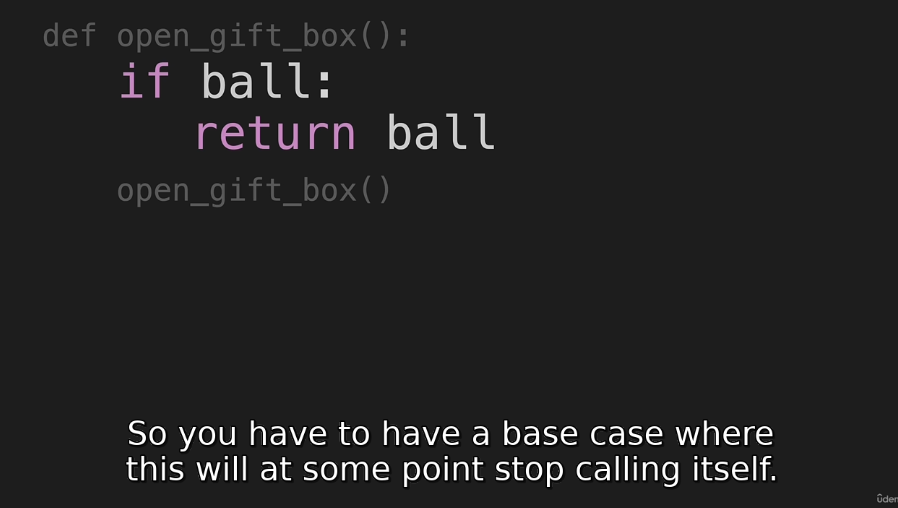 def open_gift_box():
if ball:
return ball
open_gift_box()
So you have to have a base case where
this will at some point stop calling itself.